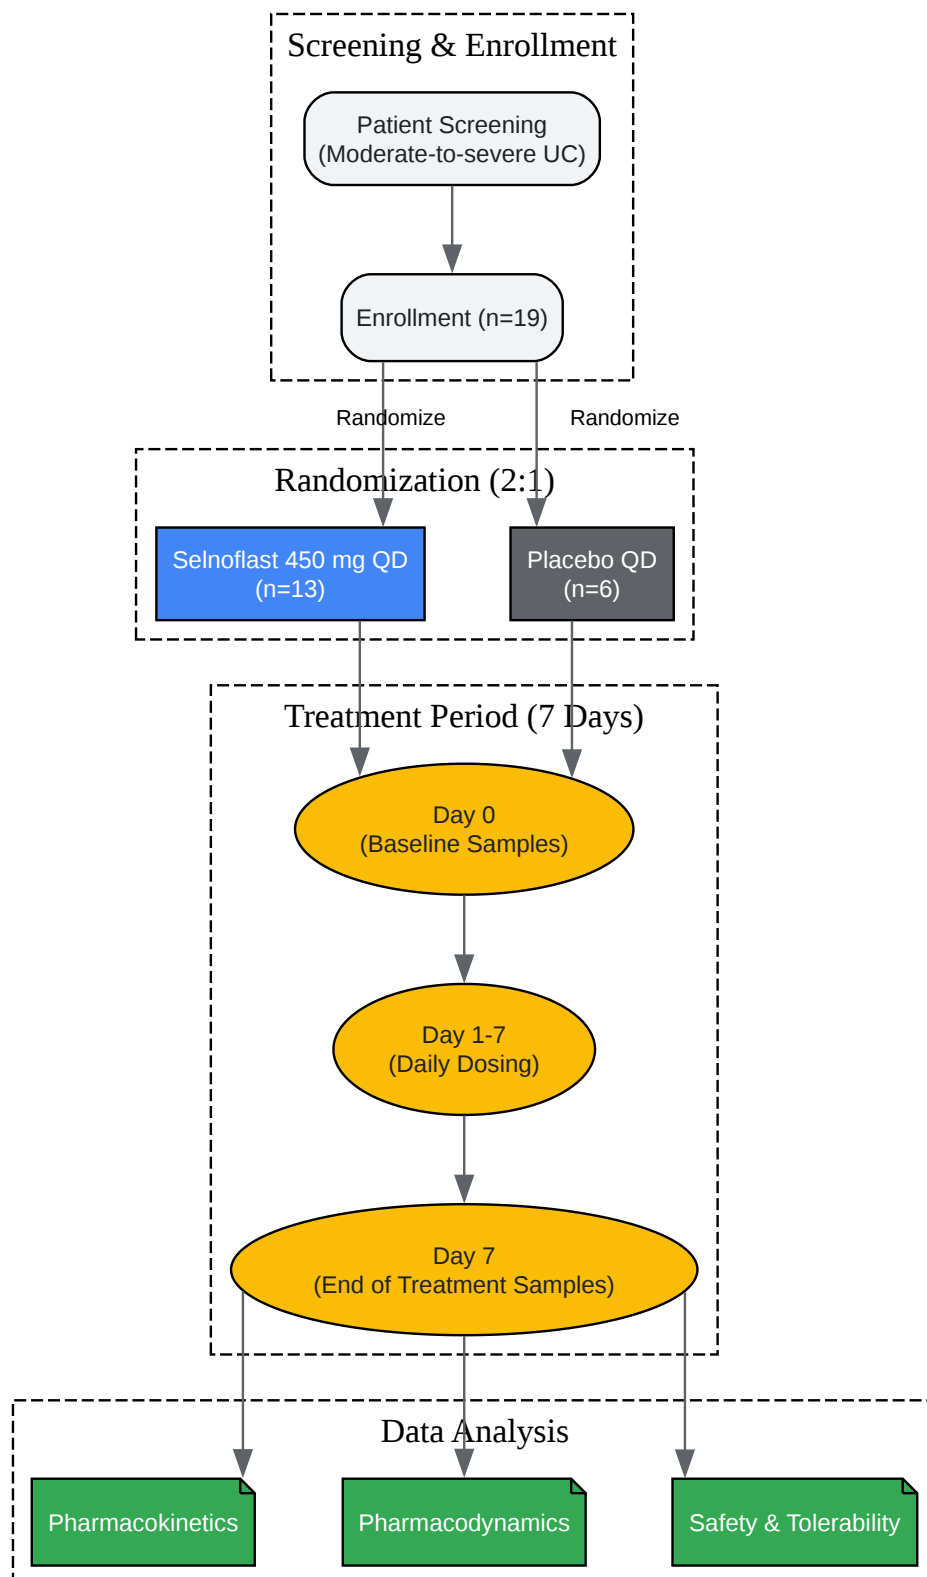 Screening & Enrollment
Patient Screening
(Moderate-to-severe UC)
Enrollment (n=19)
Randomize
Randomize
Randomization (2:1)
Selnoflast 450 mg QD
(n=13)
Placebo QD
(n=6)
Treatment Period (7 Days)
Day 0
(Baseline Samples)
Day 1-7
(Daily Dosing)
Day 7
(End of Treatment Samples)
Data Analysis
Pharmacokinetics
Pharmacodynamics
Safety & Tolerability